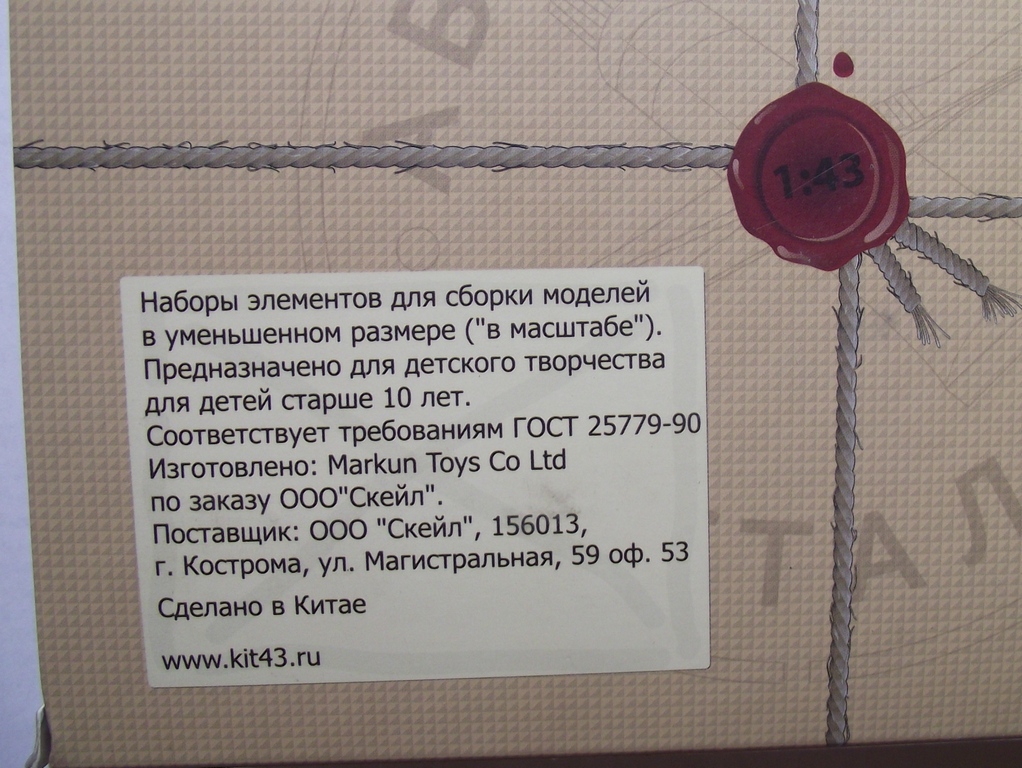 АВ
1:43
Наборы элементов для сборки моделей
в уменьшенном размере ("в масштабе").
Предназначено для детского творчества
для детей старше 10 лет.
Соответствует требованиям ГОСТ 25779-90
Изготовлено: Markun Toys Co Ltd
по заказу ООО"Скейл".
Поставщик: ООО "Скейл", 156013,
г. Кострома, ул. Магистральная, 59 оф. 53
Сделано в Китае
www.kit43.ru
ТАЛ